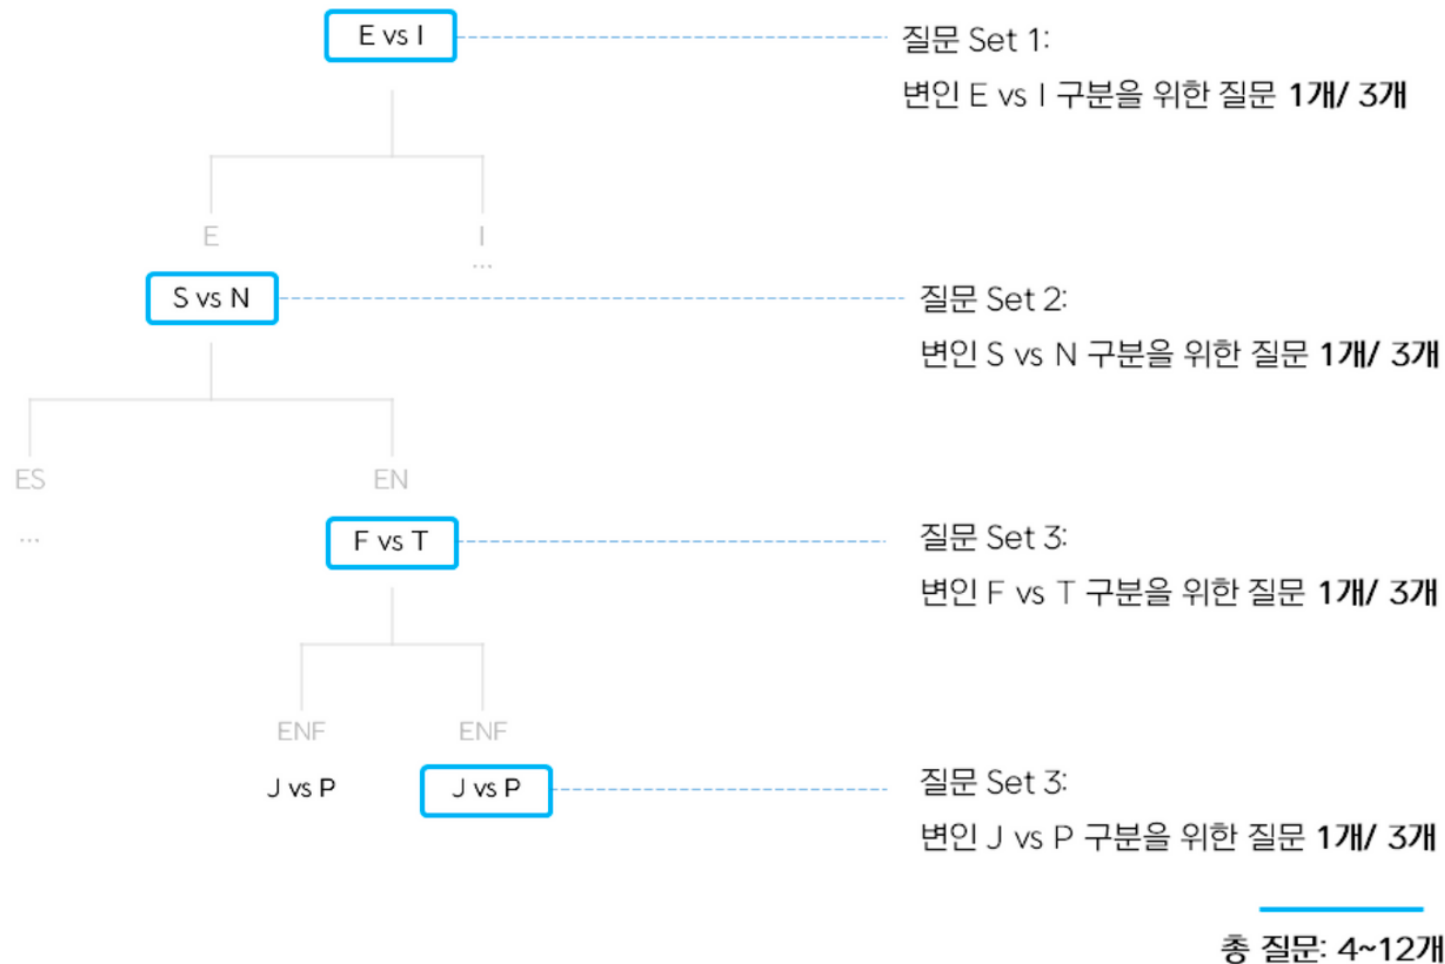 E vs I
질문 Set 1:
변인 E vs I 구분을 위한 질문 1개/ 3개
E
I
...
S vs N
질문 Set 2:
변인 S vs N 구분을 위한 질문 1개/ 3개
ES
EN
...
F vs T
질문 Set 3:
변인 F vs T 구분을 위한 질문 1개/ 3개
ENF
ENF
J vs P
J vs P
질문 Set 3:
변인 J vs P 구분을 위한 질문 1개/ 3개
총 질문: 4~12개